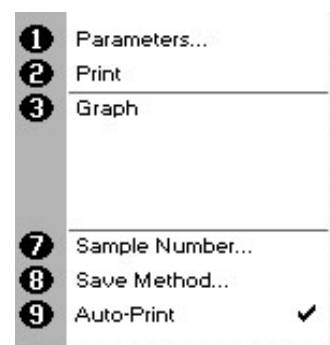 1 Parameters...
2 Print
3 Graph
7 Sample Number...
8 Save Method...
9 Auto-Print ✔